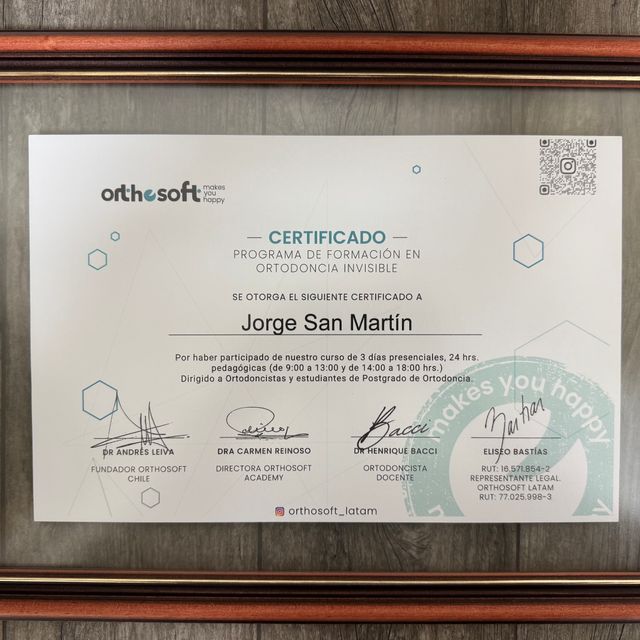 orthosoft makes
you
happy
— CERTIFICADO —
PROGRAMA DE FORMACIÓN EN
ORTODONCIA INVISIBLE
SE OTORGA EL SIGUIENTE CERTIFICADO A
Jorge San Martín
Por haber participado de nuestro curso de 3 días presenciales, 24 hrs.
pedagógicas (de 9:00 a 13:00 y de 14:00 a 18:00 hrs.)
Dirigido a Ortodoncistas y estudiantes de Postgrado de Ortodoncia.
makes you happy
Bacci
Bastias
DR ANDRÉS LEIVA
FUNDADOR ORTHOSOFT
CHILE
DRA CARMEN REINOSO
DIRECTORA ORTHOSOFT
ACADEMY
DR HENRIQUE BACCI
ORTODONCISTA
DOCENTE
ELISEO BASTÍAS
RUT: 16.571.854-2
REPRESENTANTE LEGAL.
ORTHOSOFT LATAM
RUT: 77.025.998-3
orthosoft_latam